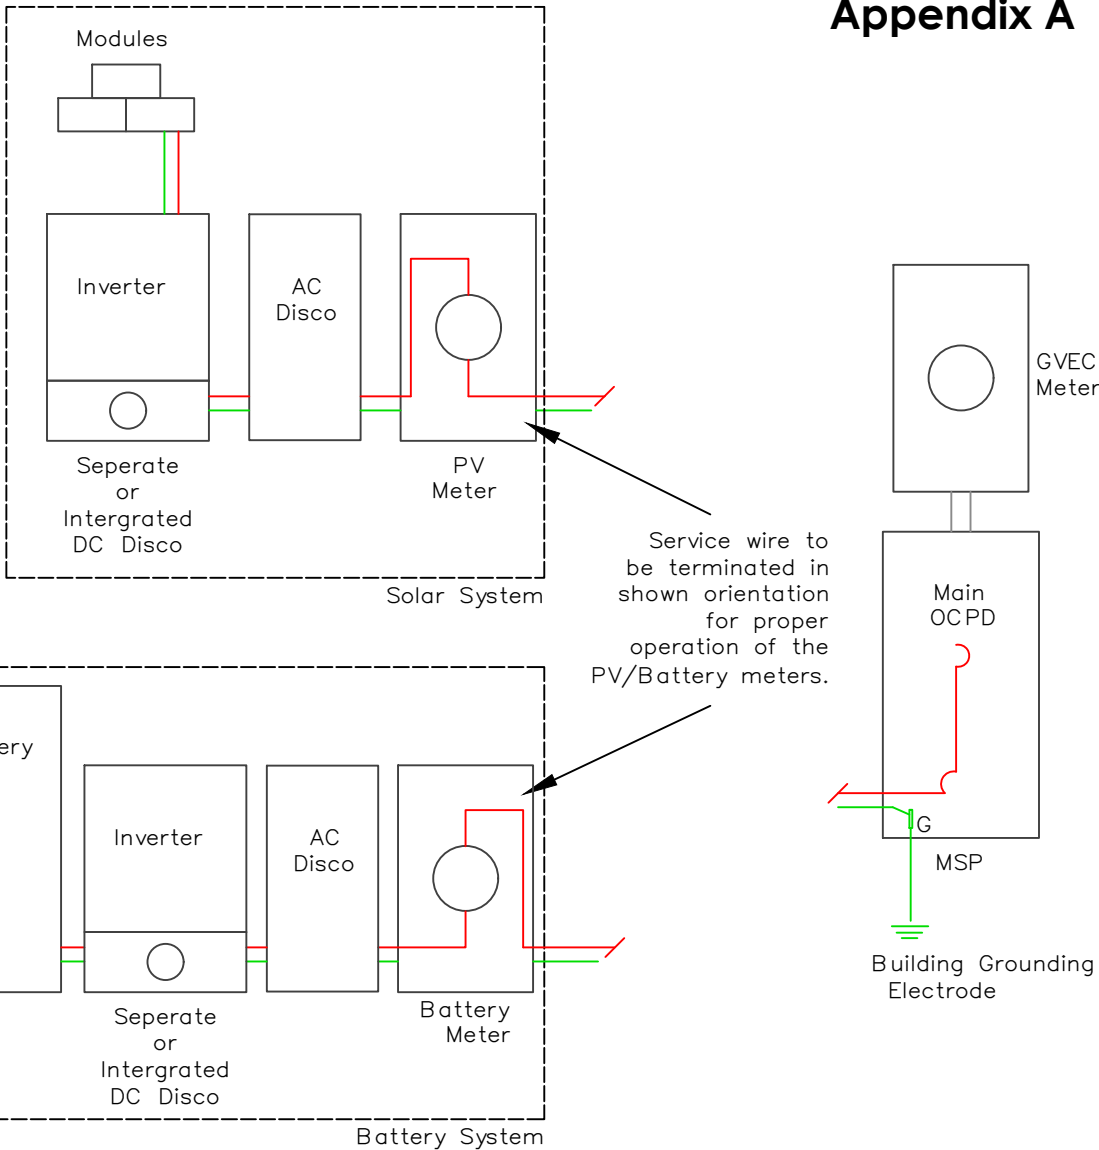 Appendix A
Modules
Inverter
AC
Disco
Seperate
or
Intergrated
DC Disco
PV
Meter
Solar System
GVEC
Meter
Service wire to
be terminated in
shown orientation
for proper
operation of the
PV/Battery meters.
Main
OCPD
G
MSP
Building Grounding
Electrode
ery
Inverter
AC
Disco
Seperate
or
Intergrated
DC Disco
Battery
Meter
Battery System